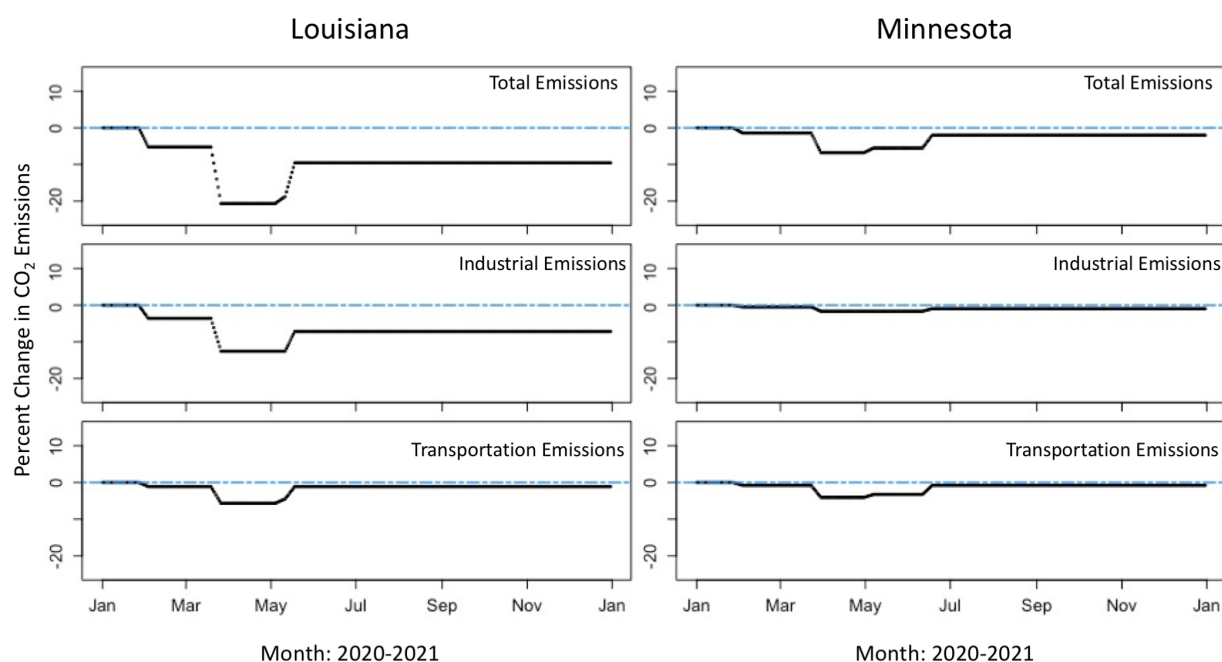 Louisiana
Minnesota
Percent Change in CO₂ Emissions
Total Emissions
10
0
-20
Industrial Emissions
10
0
-20
Transportation Emissions
10
0
-20
Jan Mar May Jul Sep Nov Jan
Month: 2020-2021
Total Emissions
10
0
-20
Industrial Emissions
10
0
-20
Transportation Emissions
10
0
-20
Jan Mar May Jul Sep Nov Jan
Month: 2020-2021